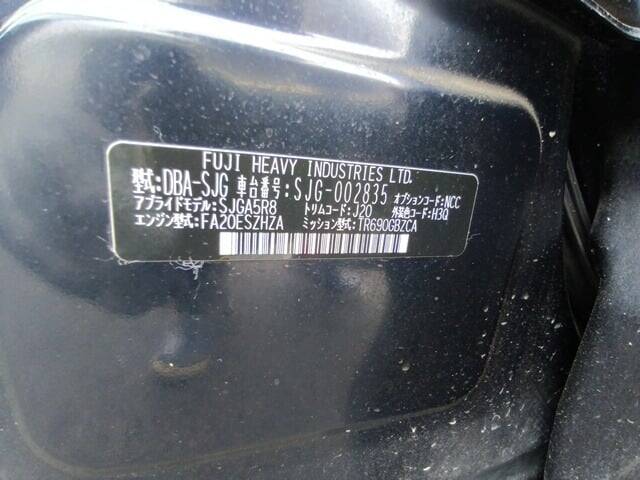 FUJI HEAVY INDUSTRIES LTD.
型式:DBA-SJG 車台番号:SJG-002835 オプションコード:NCC
アプライドモデル:SJGA5R8 トリムコード:J20 外装色コード:H3Q
エンジン型式:FA20ESZHZA ミッション型式:TR690GBZCA